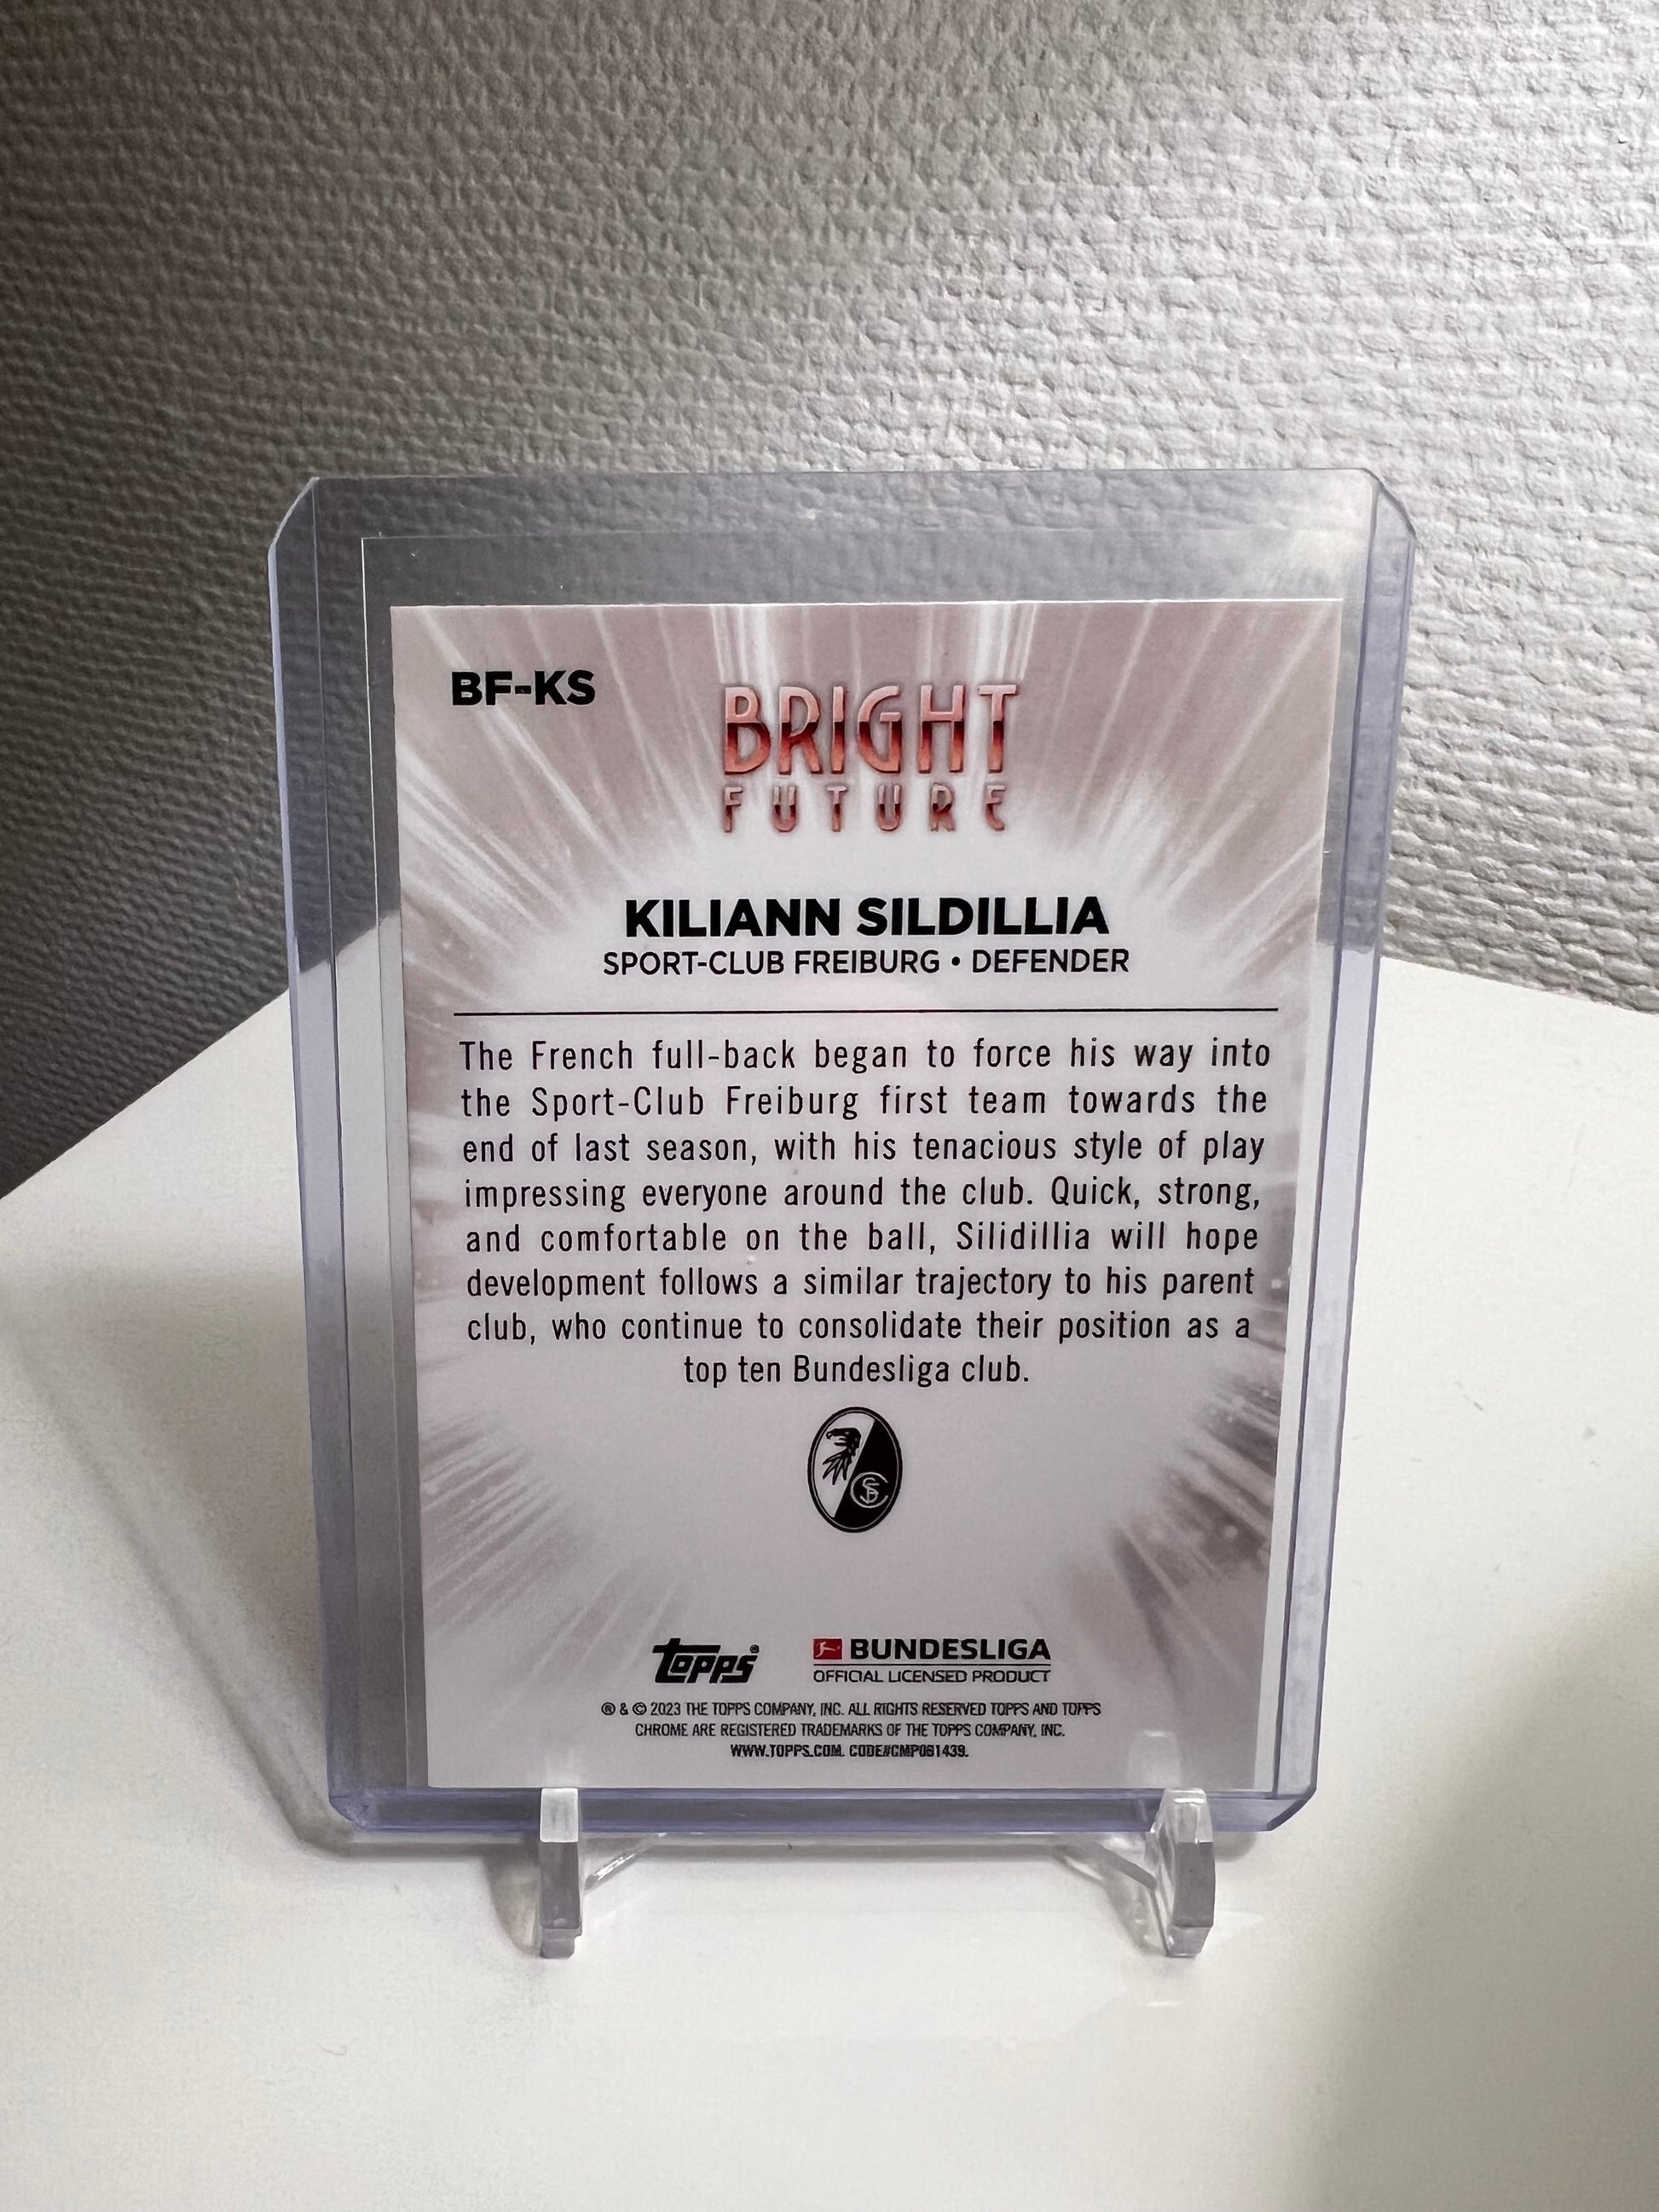 BF-KS
BRIGHT
FUTURE
KILIANN SILDILLIA
SPORT-CLUB FREIBURG • DEFENDER
The French full-back began to force his way into
the Sport-Club Freiburg first team towards the
end of last season, with his tenacious style of play
impressing everyone around the club. Quick, strong,
and comfortable on the ball, Silidillia will hope
development follows a similar trajectory to his parent
club, who continue to consolidate their position as a
top ten Bundesliga club.
topps®
BUNDESLIGA
OFFICIAL LICENSED PRODUCT
® & © 2023 THE TOPPS COMPANY, INC. ALL RIGHTS RESERVED TOPPS AND TOPPS
CHROME ARE REGISTERED TRADEMARKS OF THE TOPPS COMPANY, INC.
WWW.TOPPS.COM. CODE#CMP061439.